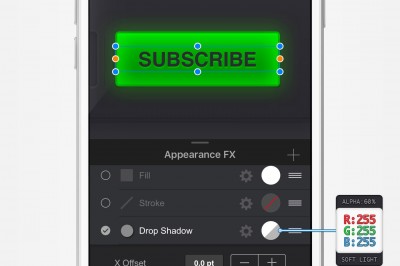 SUBSCRIBE
Appearance FX
Fill
Stroke
Drop Shadow
X Offset
0.0 pt
ALPHA:60%
R:255
G:255
B:255
SOFT LIGHT